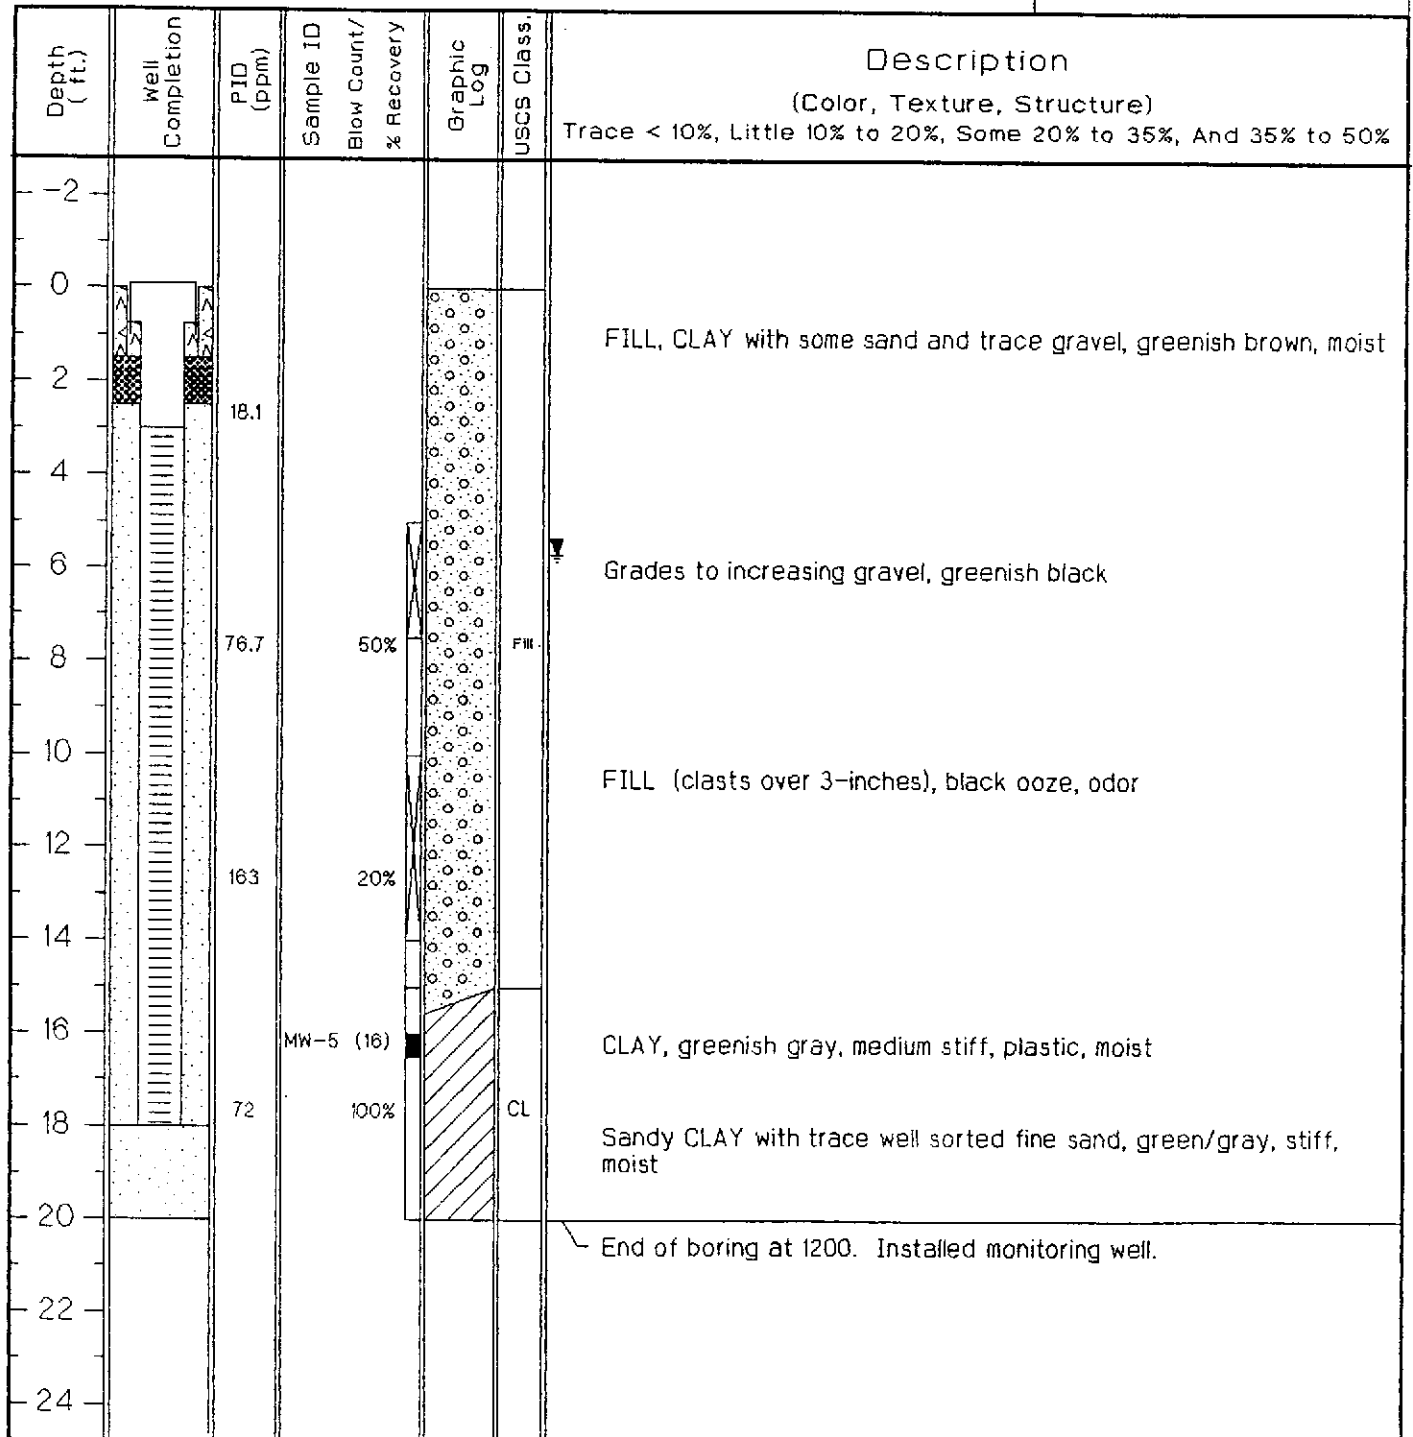 Depth
(ft.)
Well
Completion
PID
(ppm)
Sample ID
Blow Count/
% Recovery
Graphic
Log
USCS Class.
Description
(Color, Texture, Structure)
Trace < 10%, Little 10% to 20%, Some 20% to 35%, And 35% to 50%
-2
0
FILL, CLAY with some sand and trace gravel, greenish brown, moist
2
18.1
4
6
Grades to increasing gravel, greenish black
76.7
50%
Fill
8
10
FILL (clasts over 3-inches), black ooze, odor
12
163
20%
14
16
MW-5 (16)
CLAY, greenish gray, medium stiff, plastic, moist
72
100%
CL
18
Sandy CLAY with trace well sorted fine sand, green/gray, stiff,
moist
20
End of boring at 1200. Installed monitoring well.
22
24